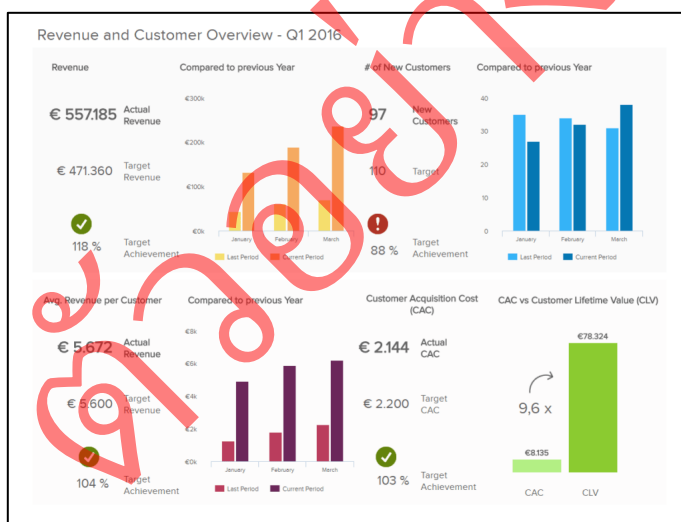 Revenue and Customer Overview - Q1 2016
Revenue
Compared to previous Year
€ 557.185
Actual
Revenue
€ 471.360
Target
Revenue
118 %
Target
Achievement
€300k
€200k
€100k
€0k
January
February
March
Last Period
Current Period
# of New Customers
Compared to previous Year
97
New
Customers
110
Target
88 %
Target
Achievement
40
30
20
10
0
January
February
March
Last Period
Current Period
Avg. Revenue per Customer
Compared to previous Year
€ 5.672
Actual
Revenue
€ 5.600
Target
Revenue
104 %
Target
Achievement
€8k
€6k
€4k
€2k
€0k
January
February
March
Last Period
Current Period
Customer Acquisition Cost
(CAC)
€ 2.144
Actual
CAC
€ 2.200
Target
CAC
103 %
Target
Achievement
CAC vs Customer Lifetime Value (CLV)
€78.324
9,6 x
€8.135
CAC
CLV
ตัวอย่าง